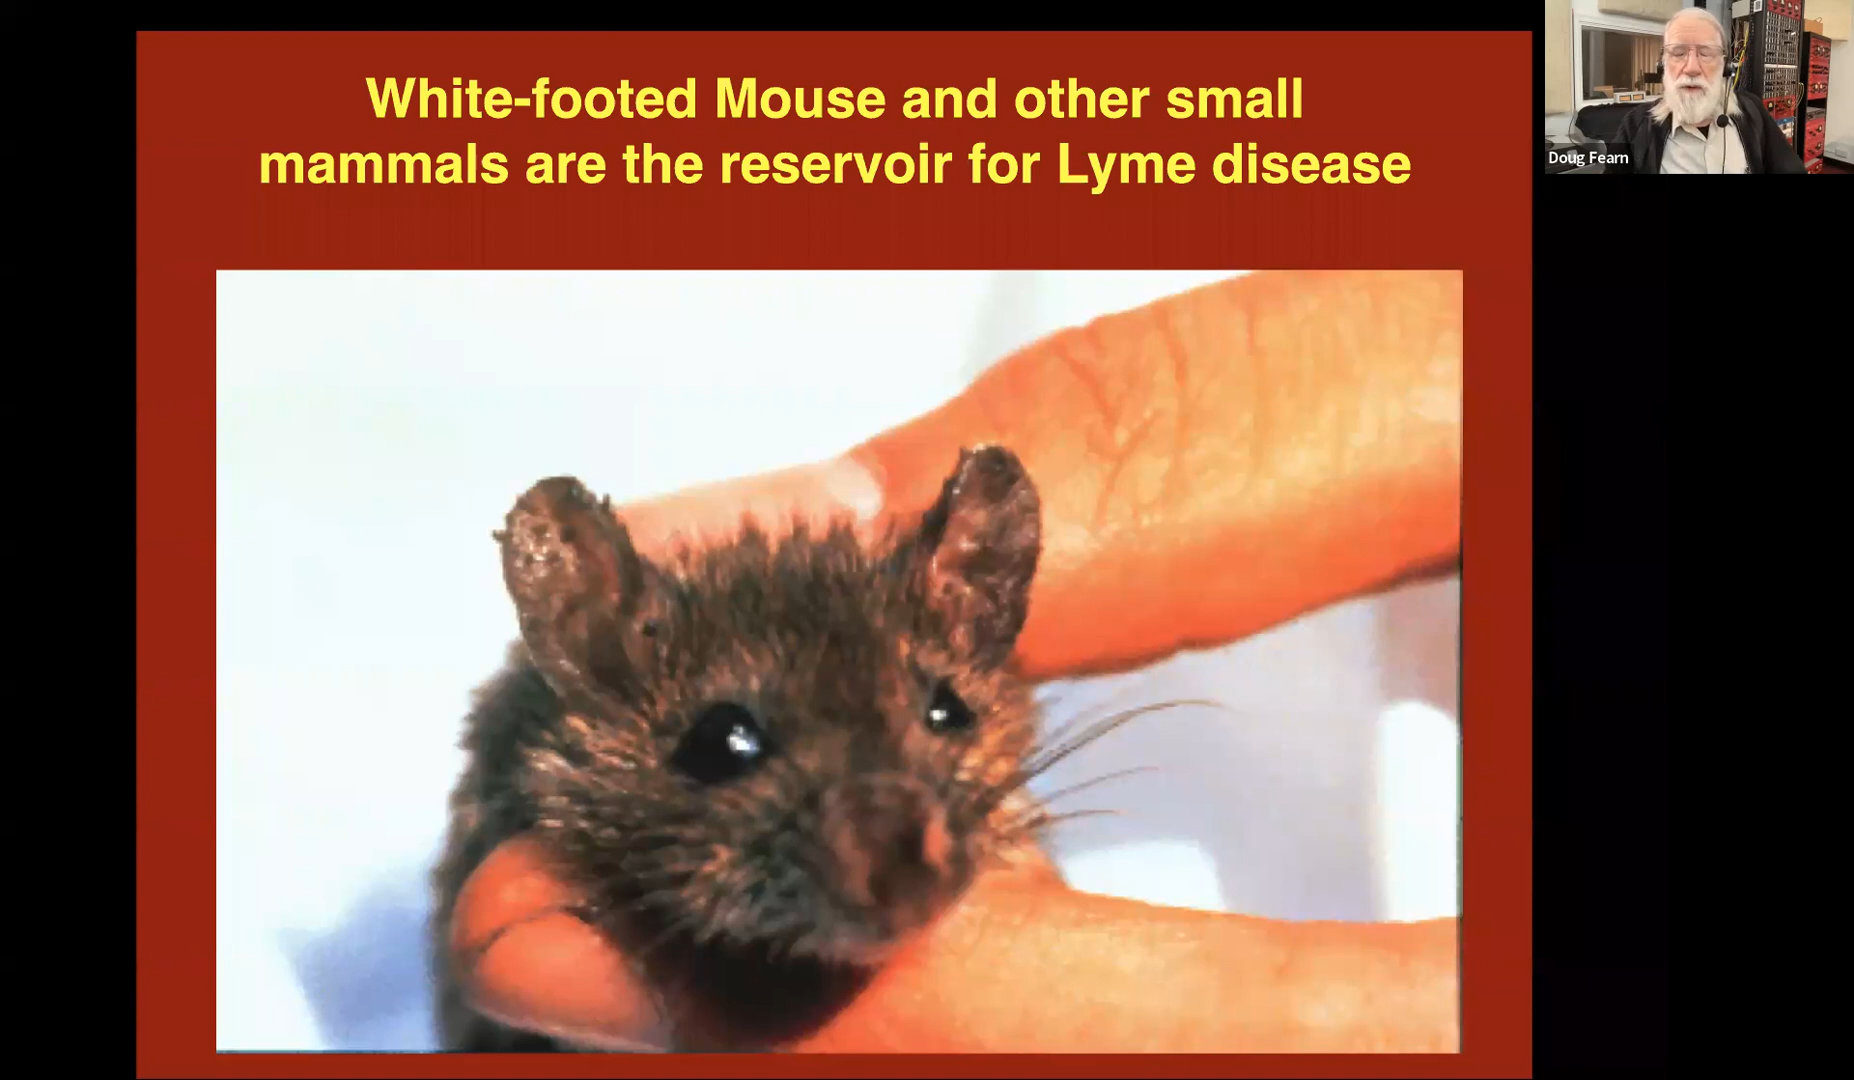 White-footed Mouse and other small
mammals are the reservoir for Lyme disease
Doug Fearn